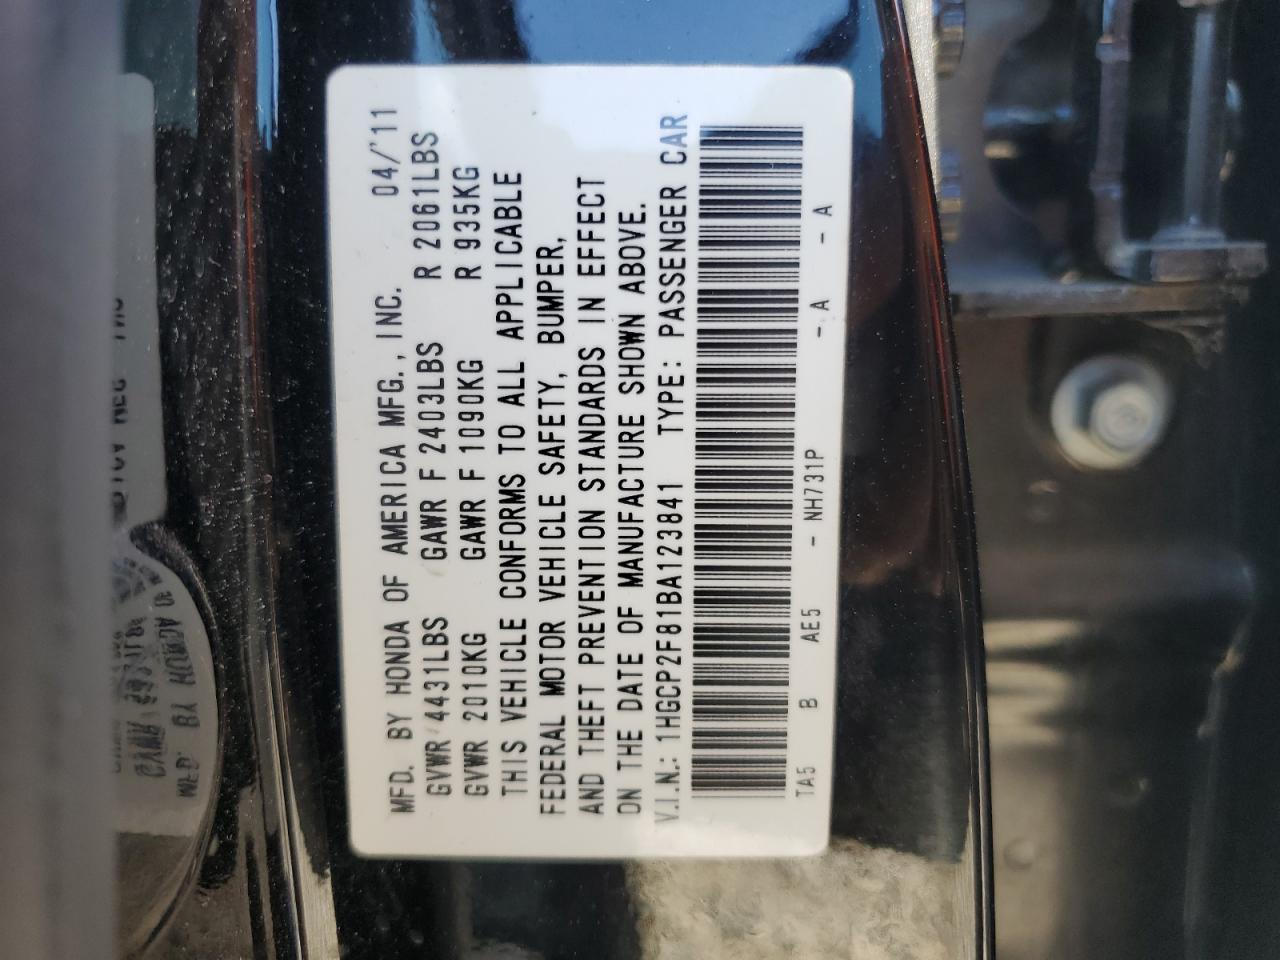 MFD. BY HONDA OF AMERICA MFG., INC. 04/'11
GVWR 4431LBS GAWR F 2403LBS R 2061LBS
GVWR 2010KG GAWR F 1090KG R 935KG
THIS VEHICLE CONFORMS TO ALL APPLICABLE
FEDERAL MOTOR VEHICLE SAFETY, BUMPER,
AND THEFT PREVENTION STANDARDS IN EFFECT
ON THE DATE OF MANUFACTURE SHOWN ABOVE.
V.I.N.: 1HGCP2F81BA123841 TYPE: PASSENGER CAR
TA5 B AE5 - NH731P - A - A